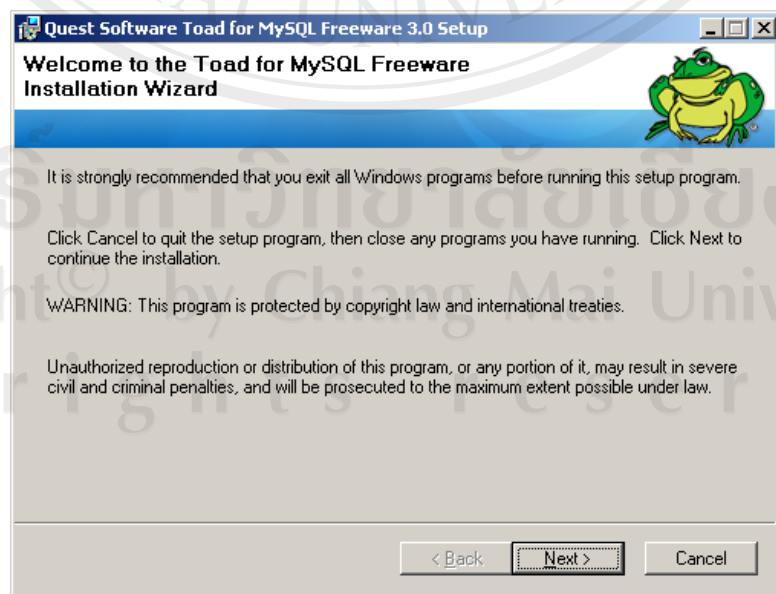 Quest Software Toad for MySQL Freeware 3.0 Setup
Welcome to the Toad for MySQL Freeware
Installation Wizard
It is strongly recommended that you exit all Windows programs before running this setup program.
Click Cancel to quit the setup program, then close any programs you have running. Click Next to
continue the installation.
ht© by Chiang Mai Univ
WARNING: This program is protected by copyright law and international treaties.
Unauthorized reproduction or distribution of this program, or any portion of it, may result in severe
civil and criminal penalties, and will be prosecuted to the maximum extent possible under law.
r i g h t s r e s e r
< Back Next > Cancel